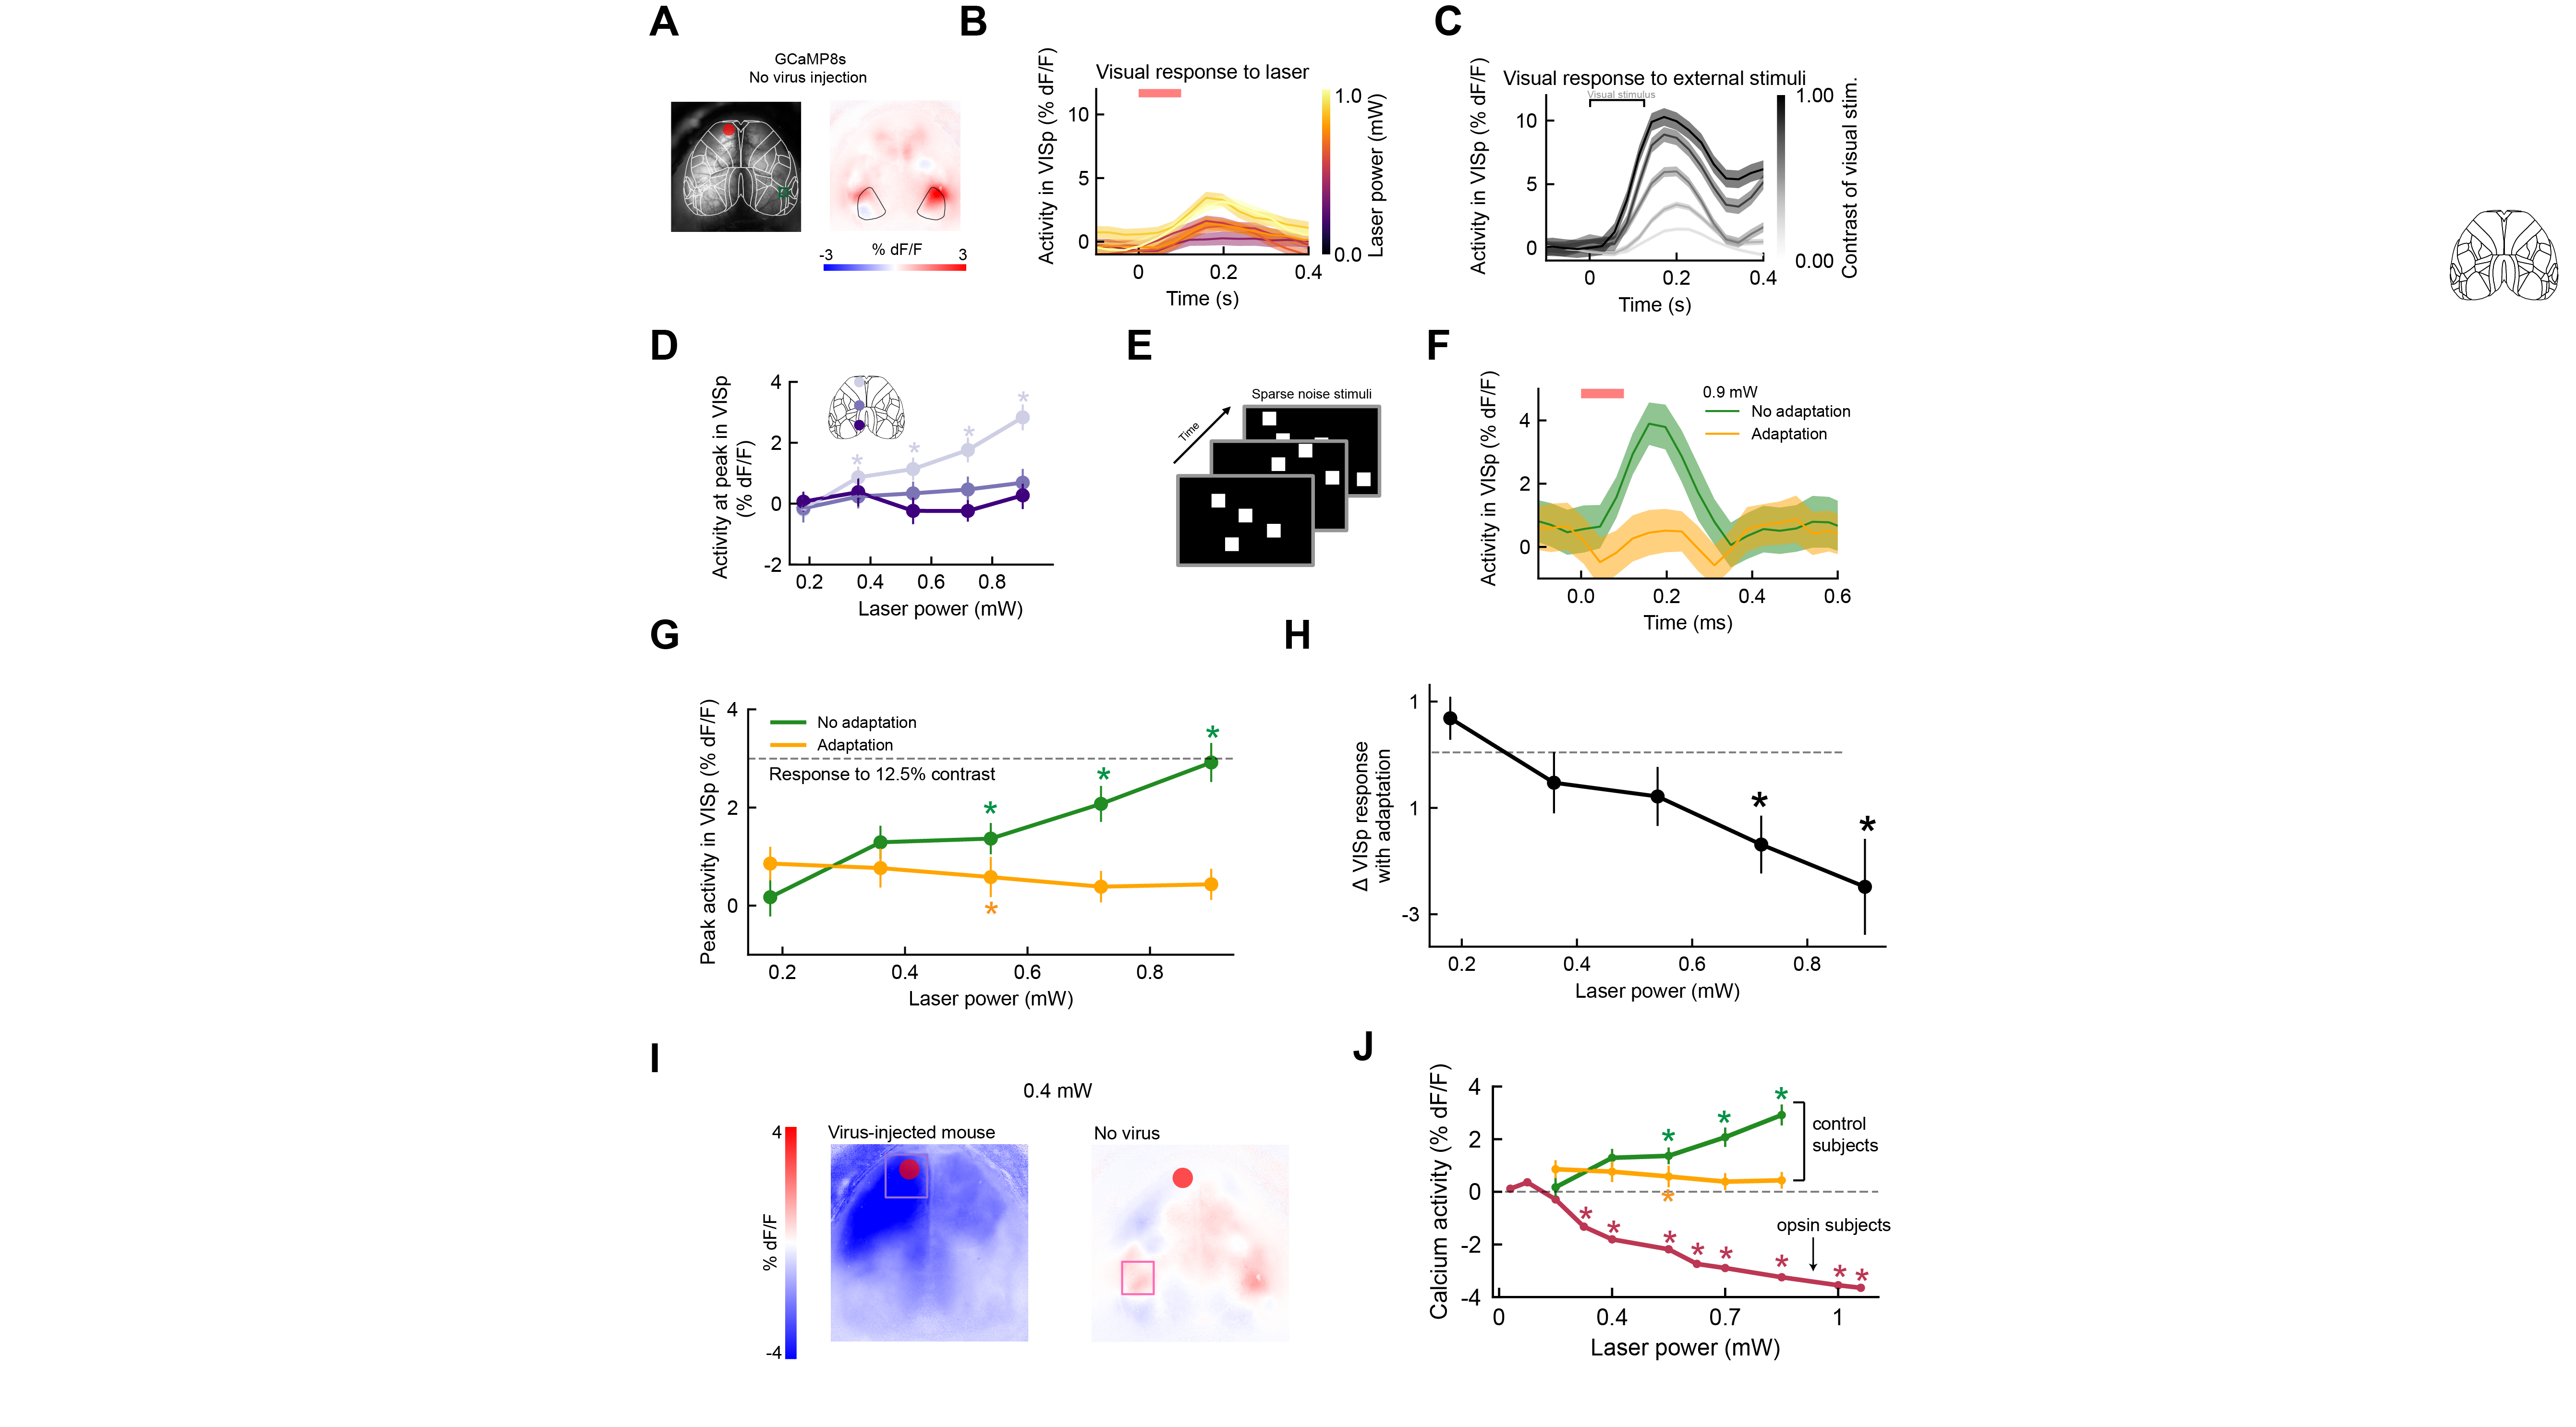 A
GCaMP8s
No virus injection
-3
% dF/F
3
B
Visual response to laser
Activity in VISp (% dF/F)
10
5
0
0
0.2
0.4
Time (s)
1.0
0.0
Laser power (mW)
C
Visual response to external stimuli
Visual stimulus
Activity in VISp (% dF/F)
10
5
0
0
0.2
0.4
Time (s)
1.00
0.00
Contrast of visual stim.
D
Activity at peak in VISp
(% dF/F)
4
2
0
-2
*
*
*
*
0.2
0.4
0.6
0.8
Laser power (mW)
E
Sparse noise stimuli
Time
F
Activity in VISp (% dF/F)
4
2
0
0.9 mW
No adaptation
Adaptation
0.0
0.2
0.4
0.6
Time (ms)
G
Peak activity in VISp (% dF/F)
4
2
0
No adaptation
Adaptation
Response to 12.5% contrast
*
*
*
*
0.2
0.4
0.6
0.8
Laser power (mW)
H
Δ VISp response
with adaptation
1
1
-3
*
*
0.2
0.4
0.6
0.8
Laser power (mW)
I
0.4 mW
4
-4
% dF/F
Virus-injected mouse
No virus
J
Calcium activity (% dF/F)
4
2
0
-2
-4
*
*
*
*
control
subjects
opsin subjects
*
*
*
*
*
*
*
*
0
0.4
0.7
1
Laser power (mW)